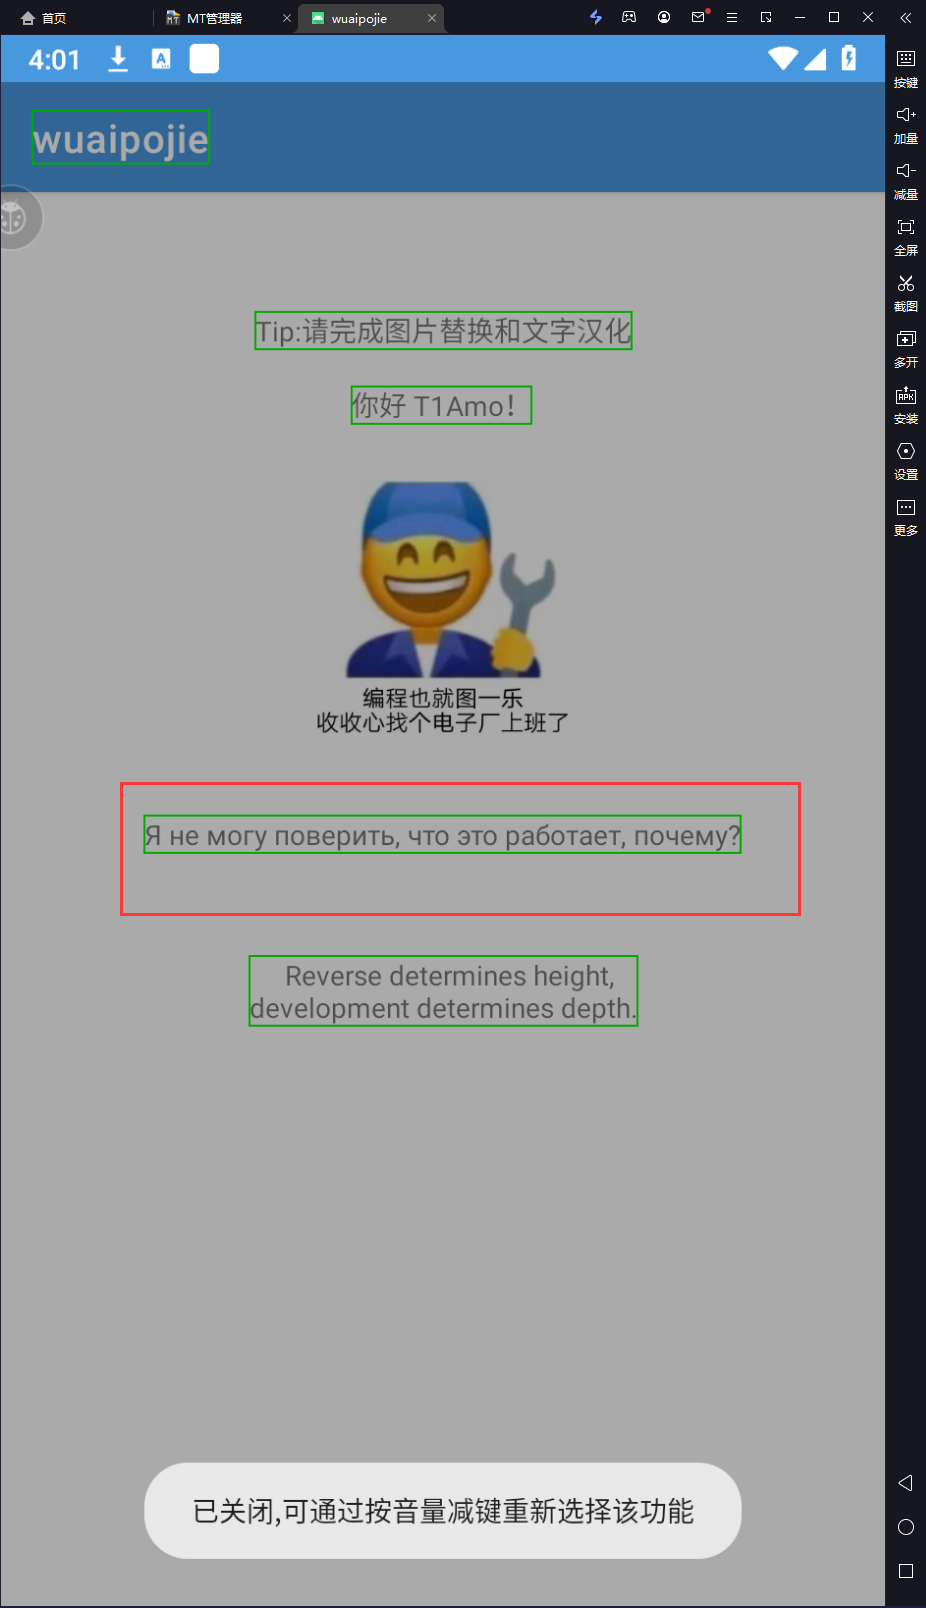 首页
MT管理器
wuaipojie
4:01
wuaipojie
Tip:请完成图片替换和文字汉化
你好 T1Amo！
编程也就图一乐
收收心找个电子厂上班了
Я не могу поверить, что это работает, почему?
Reverse determines height,
development determines depth.
已关闭,可通过按音量减键重新选择该功能
按键
加量
减量
全屏
截图
多开
APK
安装
设置
更多